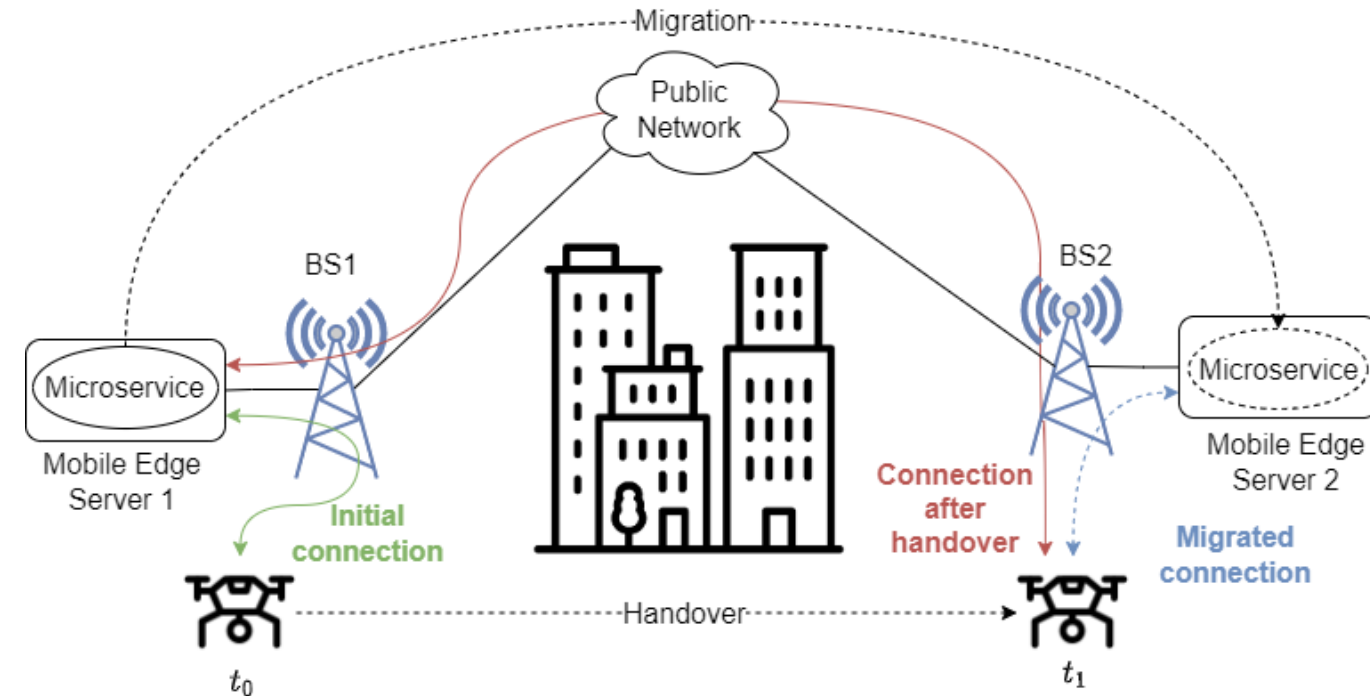 Migration
Public
Network
BS1
BS2
Microservice
Microservice
Mobile Edge
Server 1
Mobile Edge
Server 2
Initial
connection
Connection
after
handover
Migrated
connection
Handover
t₀
t₁